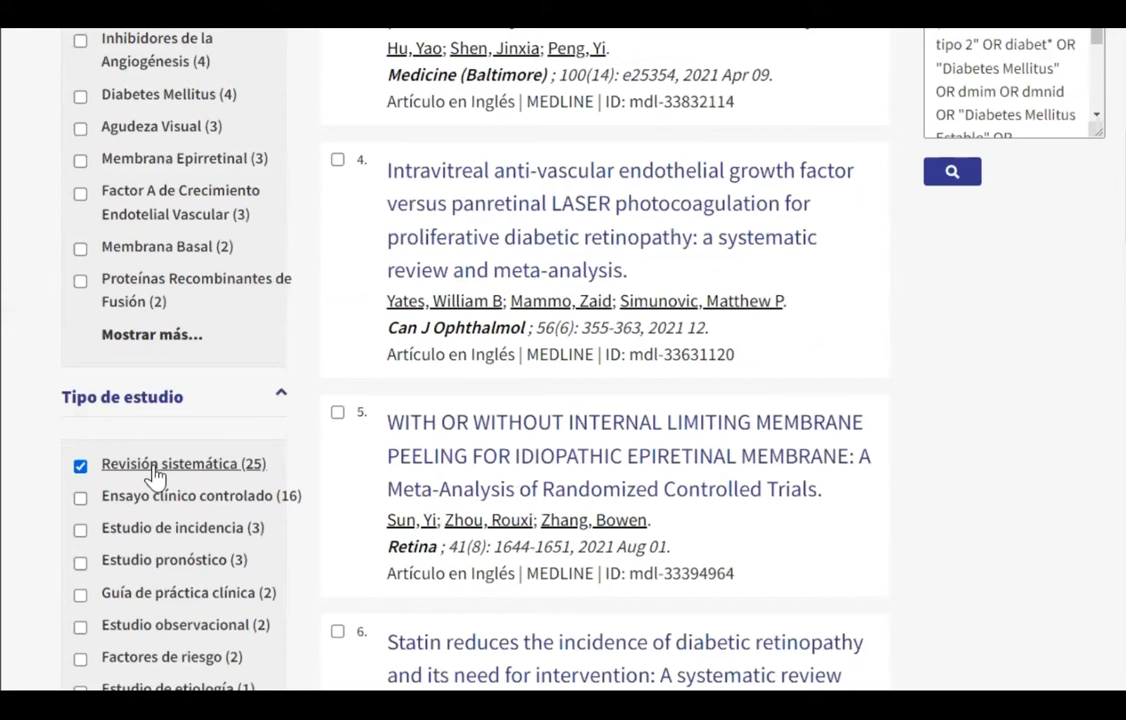 Inhibidores de la
Angiogénesis (4)
Diabetes Mellitus (4)
Agudeza Visual (3)
Membrana Epirretinal (3)
Factor A de Crecimiento
Endotelial Vascular (3)
Membrana Basal (2)
Proteínas Recombinantes de
Fusión (2)
Mostrar más...
Tipo de estudio
Revisión sistemática (25)
Ensayo clínico controlado (16)
Estudio de incidencia (3)
Estudio pronóstico (3)
Guía de práctica clínica (2)
Estudio observacional (2)
Factores de riesgo (2)
Estudio de etiología (1)
Hu, Yao; Shen, Jinxia; Peng, Yi.
Medicine (Baltimore) ; 100(14): e25354, 2021 Apr 09.
Artículo en Inglés | MEDLINE | ID: mdl-33832114
4. Intravitreal anti-vascular endothelial growth factor
versus panretinal LASER photocoagulation for
proliferative diabetic retinopathy: a systematic
review and meta-analysis.
Yates, William B; Mammo, Zaid; Simunovic, Matthew P.
Can J Ophthalmol ; 56(6): 355-363, 2021 12.
Artículo en Inglés | MEDLINE | ID: mdl-33631120
5. WITH OR WITHOUT INTERNAL LIMITING MEMBRANE
PEELING FOR IDIOPATHIC EPIRETINAL MEMBRANE: A
Meta-Analysis of Randomized Controlled Trials.
Sun, Yi; Zhou, Rouxi; Zhang, Bowen.
Retina ; 41(8): 1644-1651, 2021 Aug 01.
Artículo en Inglés | MEDLINE | ID: mdl-33394964
6. Statin reduces the incidence of diabetic retinopathy
and its need for intervention: A systematic review
tipo 2" OR diabet* OR
"Diabetes Mellitus"
OR dmim OR dmnid
OR "Diabetes Mellitus
Estable" OR